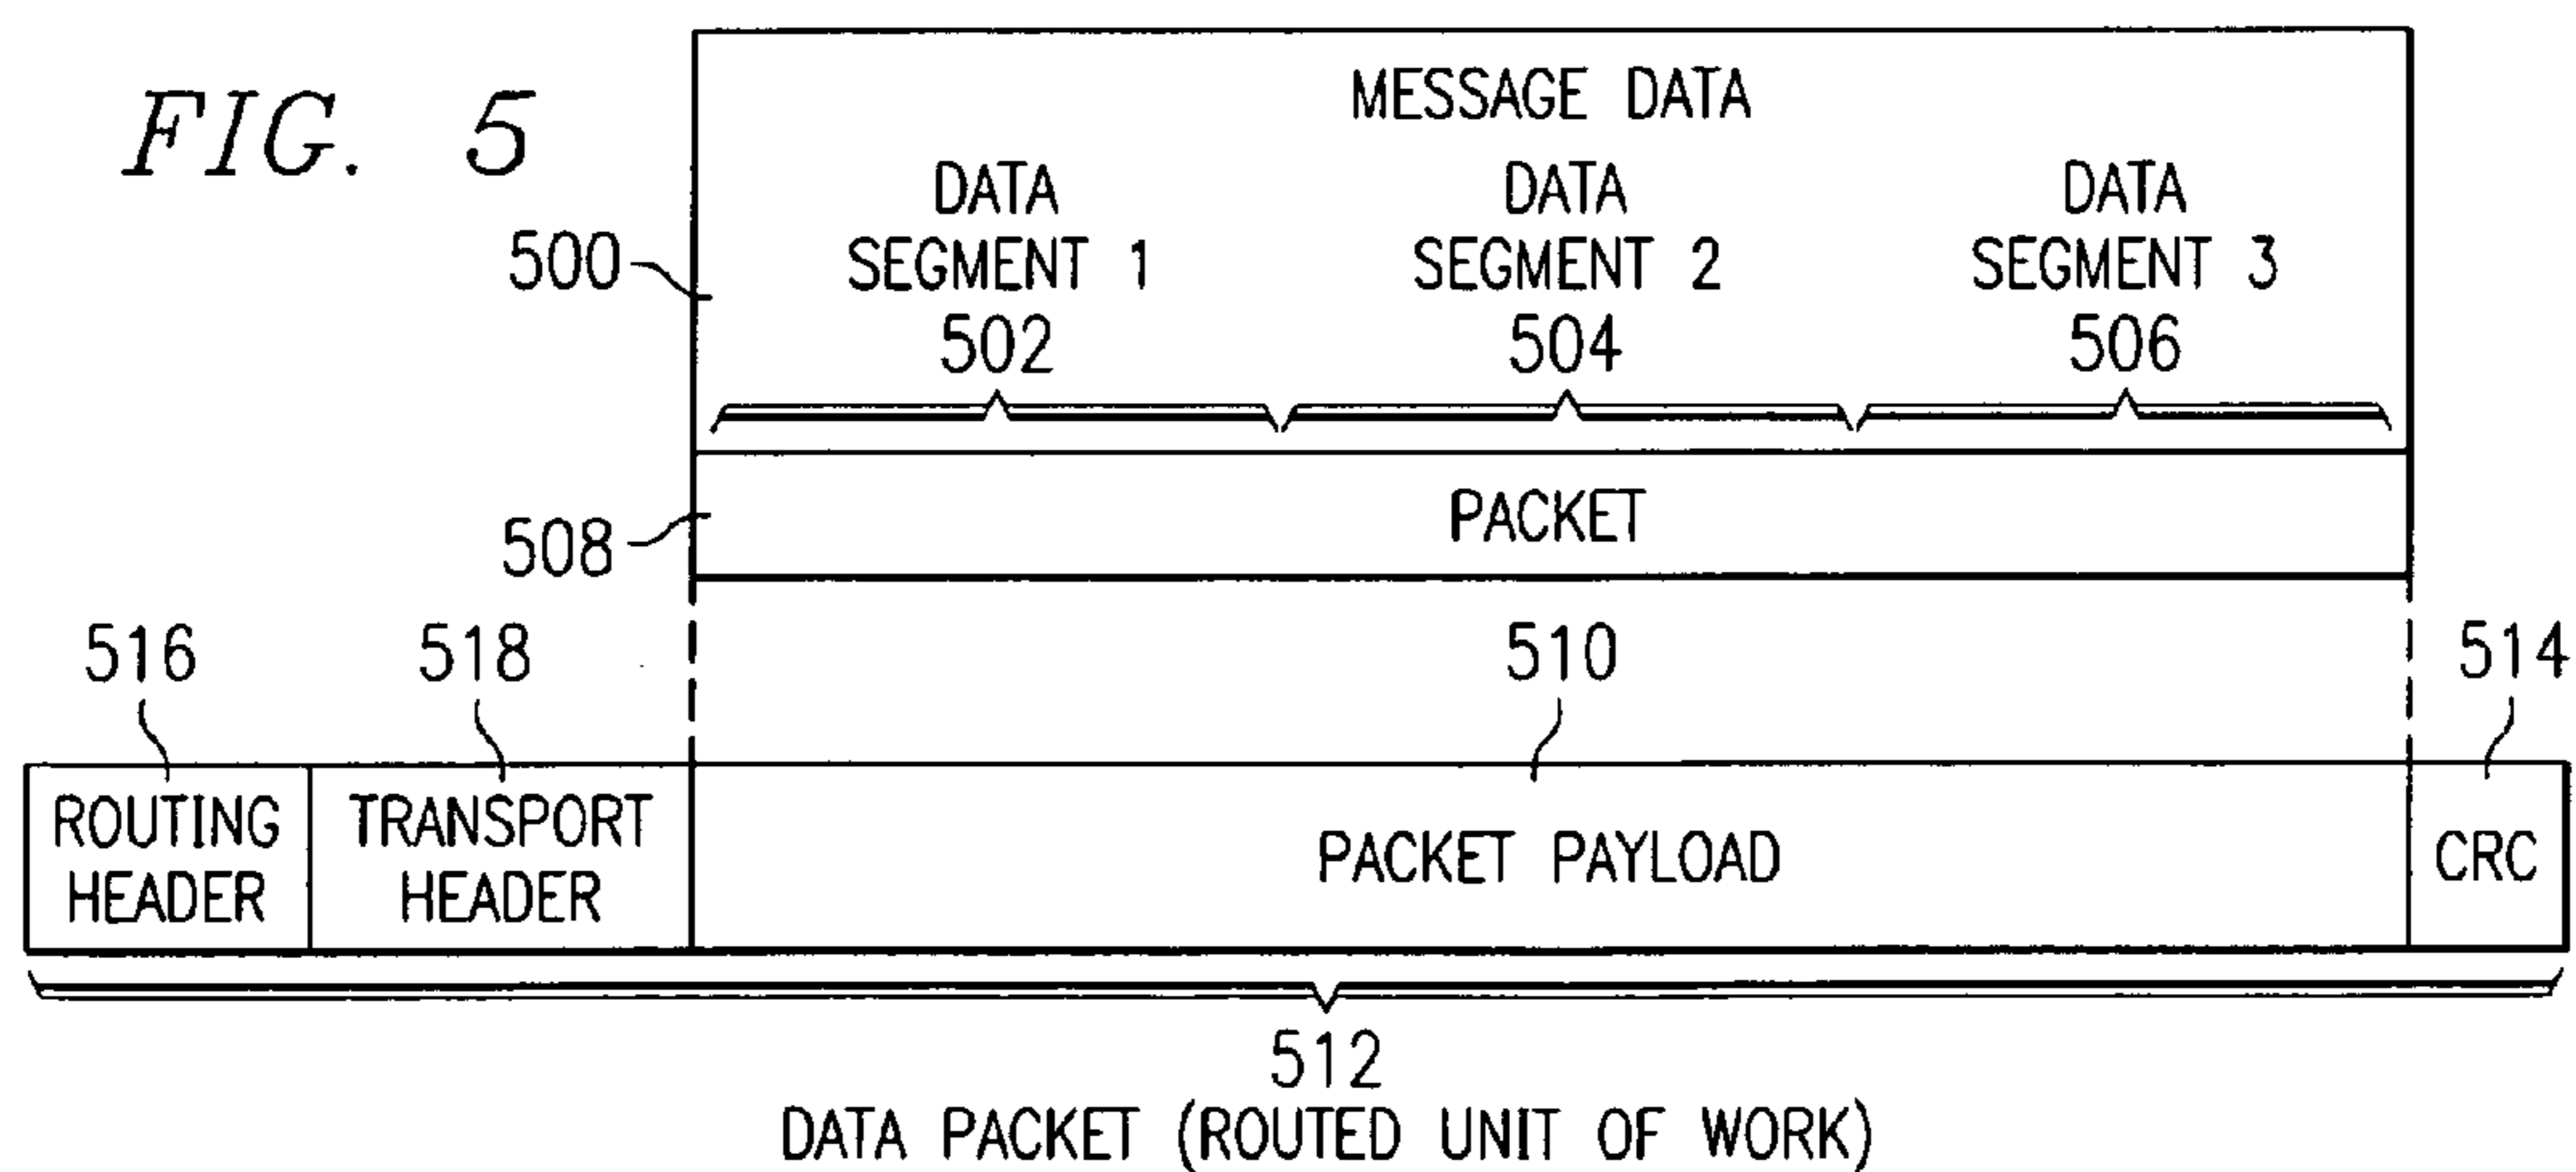 FIG. 5
MESSAGE DATA
DATA SEGMENT 1
502
DATA SEGMENT 2
504
DATA SEGMENT 3
506
500
PACKET
508
516
518
510
514
ROUTING HEADER
TRANSPORT HEADER
PACKET PAYLOAD
CRC
512
DATA PACKET (ROUTED UNIT OF WORK)